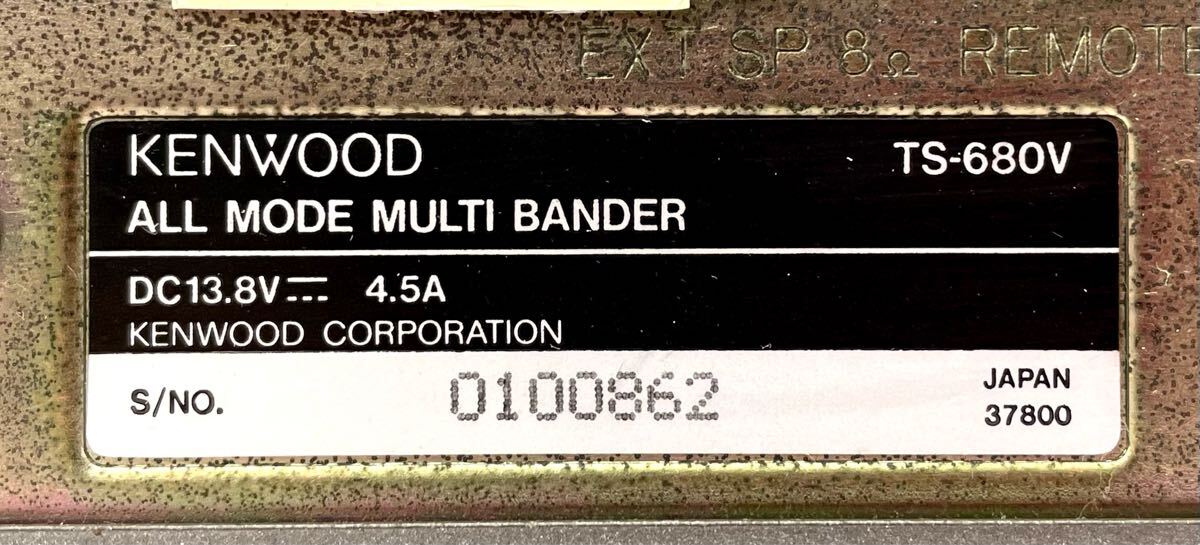 EXT SP 8Ω REMOTE
KENWOOD TS-680V
ALL MODE MULTI BANDER
DC13.8V⎓ 4.5A
KENWOOD CORPORATION
S/NO. 0100862 JAPAN
37800